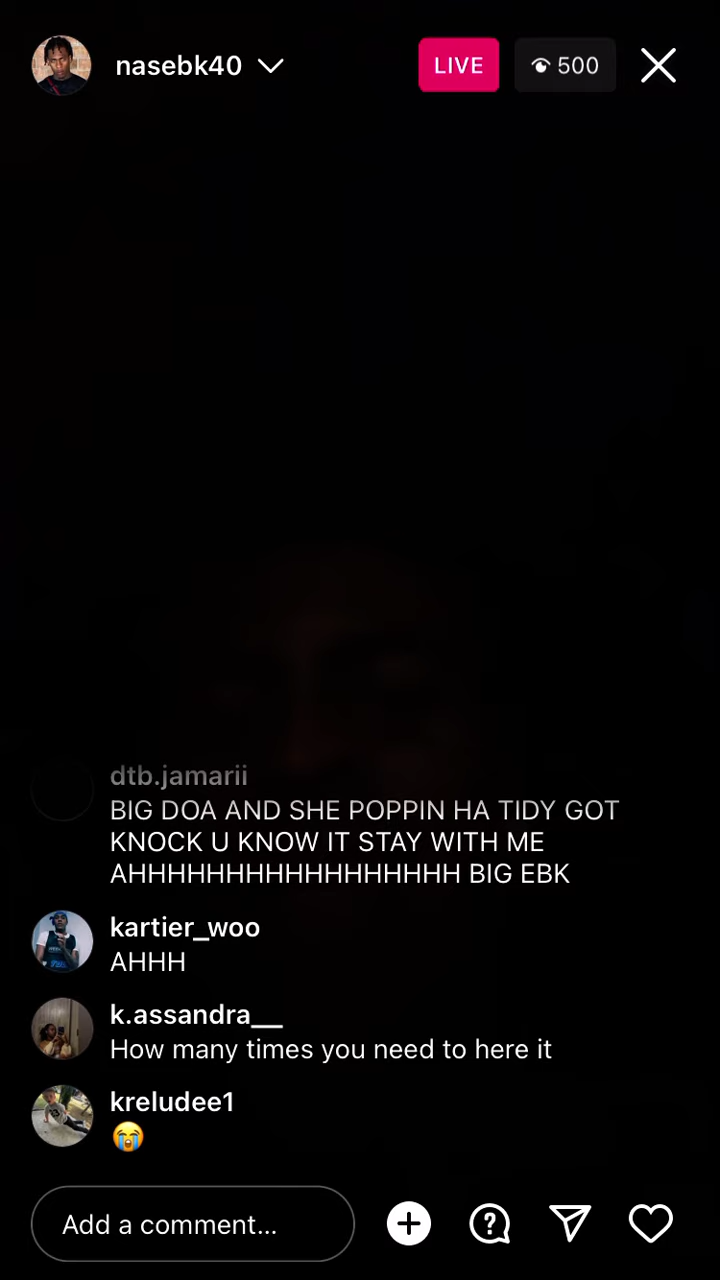 nasebk40
LIVE
500
dtb.jamarii
BIG DOA AND SHE POPPIN HA TIDY GOT
KNOCK U KNOW IT STAY WITH ME
AHHHHHHHHHHHHHHHHHH BIG EBK
kartier_woo
AHHH
k.assandra__
How many times you need to here it
kreludee1
😭
Add a comment...